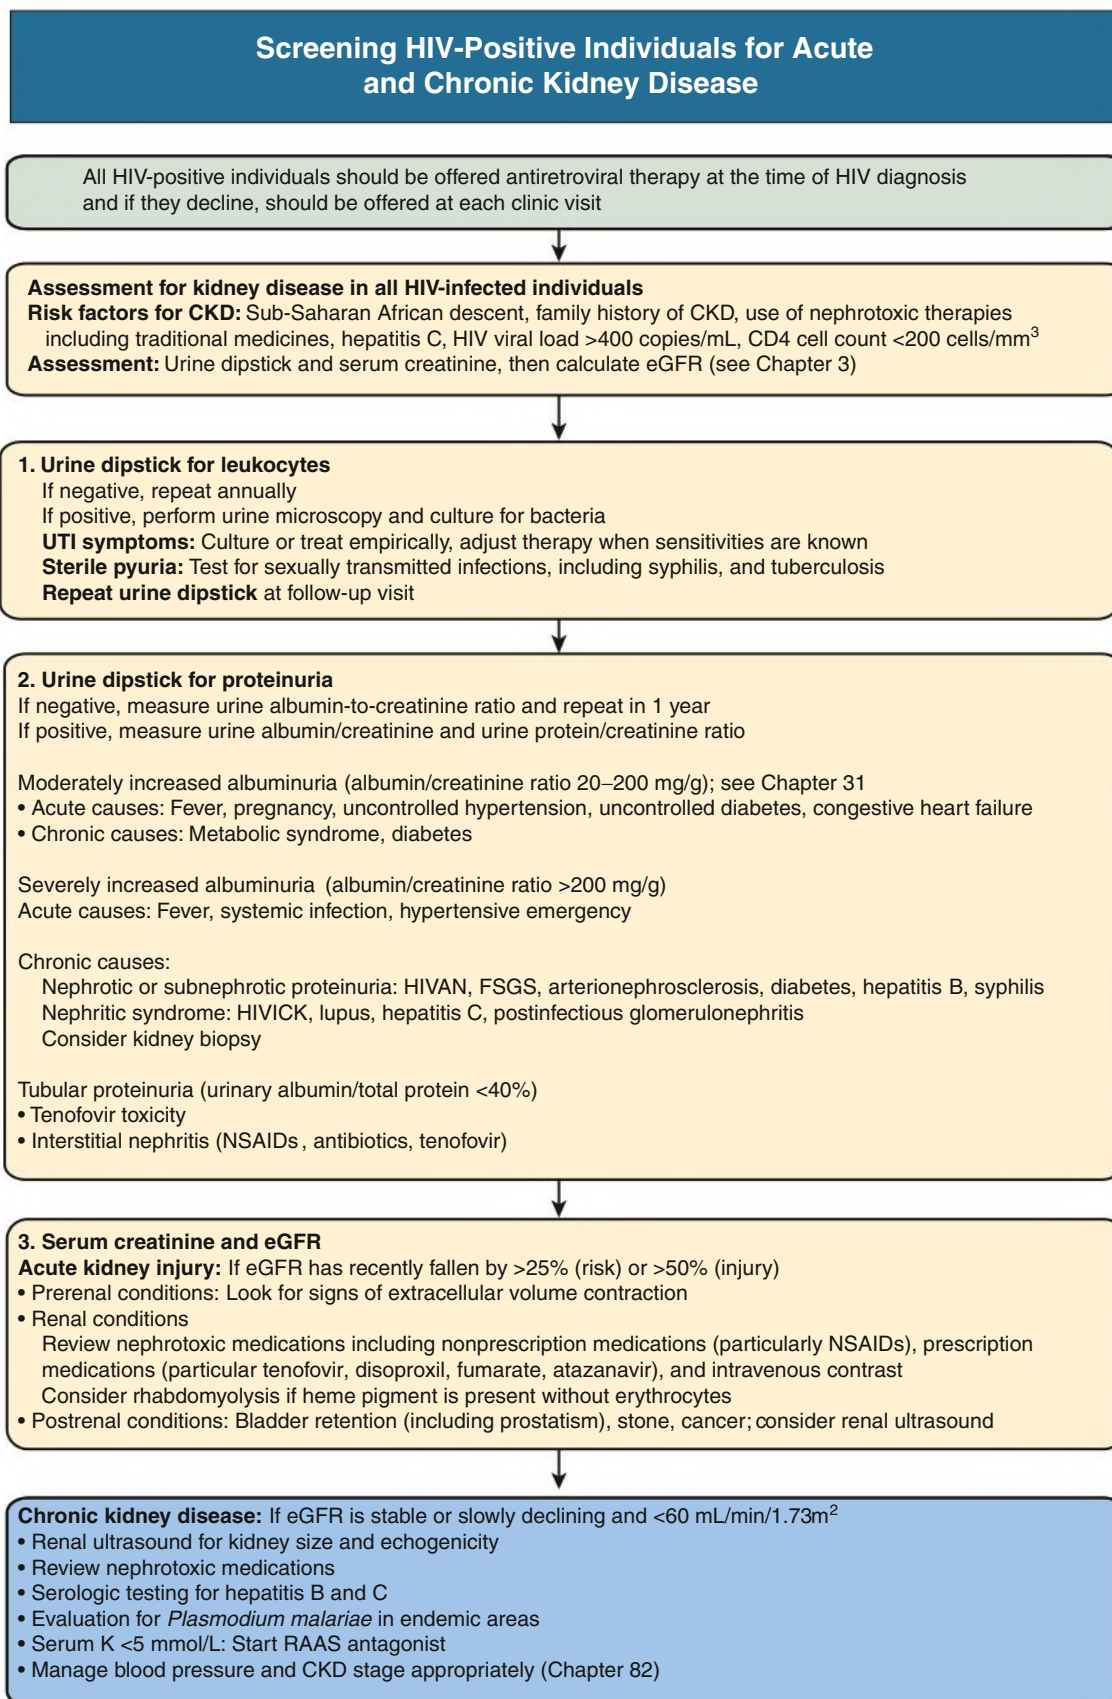 Screening HIV-Positive Individuals for Acute
and Chronic Kidney Disease
All HIV-positive individuals should be offered antiretroviral therapy at the time of HIV diagnosis
and if they decline, should be offered at each clinic visit
Assessment for kidney disease in all HIV-infected individuals
Risk factors for CKD: Sub-Saharan African descent, family history of CKD, use of nephrotoxic therapies
including traditional medicines, hepatitis C, HIV viral load >400 copies/mL, CD4 cell count <200 cells/mm³
Assessment: Urine dipstick and serum creatinine, then calculate eGFR (see Chapter 3)
1. Urine dipstick for leukocytes
If negative, repeat annually
If positive, perform urine microscopy and culture for bacteria
UTI symptoms: Culture or treat empirically, adjust therapy when sensitivities are known
Sterile pyuria: Test for sexually transmitted infections, including syphilis, and tuberculosis
Repeat urine dipstick at follow-up visit
2. Urine dipstick for proteinuria
If negative, measure urine albumin-to-creatinine ratio and repeat in 1 year
If positive, measure urine albumin/creatinine and urine protein/creatinine ratio
Moderately increased albuminuria (albumin/creatinine ratio 20–200 mg/g); see Chapter 31
• Acute causes: Fever, pregnancy, uncontrolled hypertension, uncontrolled diabetes, congestive heart failure
• Chronic causes: Metabolic syndrome, diabetes
Severely increased albuminuria (albumin/creatinine ratio >200 mg/g)
Acute causes: Fever, systemic infection, hypertensive emergency
Chronic causes:
Nephrotic or subnephrotic proteinuria: HIVAN, FSGS, arterionephrosclerosis, diabetes, hepatitis B, syphilis
Nephritic syndrome: HIVICK, lupus, hepatitis C, postinfectious glomerulonephritis
Consider kidney biopsy
Tubular proteinuria (urinary albumin/total protein <40%)
• Tenofovir toxicity
• Interstitial nephritis (NSAIDs, antibiotics, tenofovir)
3. Serum creatinine and eGFR
Acute kidney injury: If eGFR has recently fallen by >25% (risk) or >50% (injury)
• Prerenal conditions: Look for signs of extracellular volume contraction
• Renal conditions
Review nephrotoxic medications including nonprescription medications (particularly NSAIDs), prescription
medications (particular tenofovir, disoproxil, fumarate, atazanavir), and intravenous contrast
Consider rhabdomyolysis if heme pigment is present without erythrocytes
• Postrenal conditions: Bladder retention (including prostatism), stone, cancer; consider renal ultrasound
Chronic kidney disease: If eGFR is stable or slowly declining and <60 mL/min/1.73m²
• Renal ultrasound for kidney size and echogenicity
• Review nephrotoxic medications
• Serologic testing for hepatitis B and C
• Evaluation for Plasmodium malariae in endemic areas
• Serum K <5 mmol/L: Start RAAS antagonist
• Manage blood pressure and CKD stage appropriately (Chapter 82)